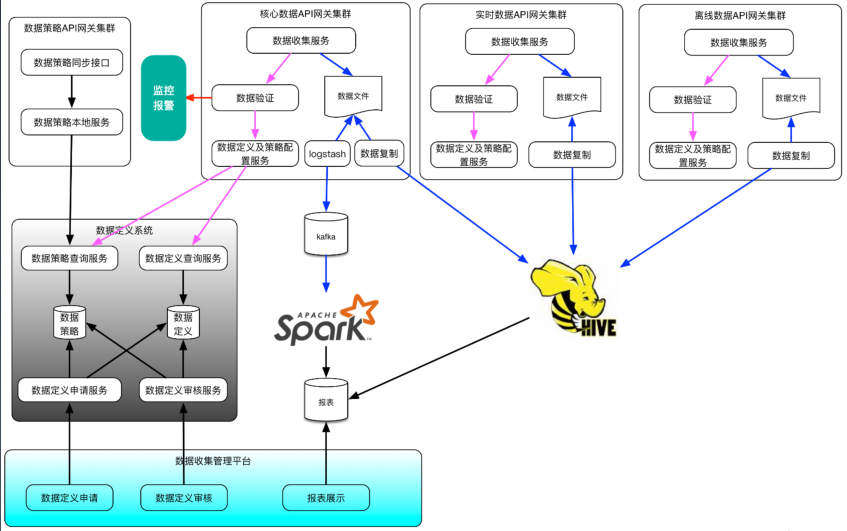 数据策略API网关集群
数据策略同步接口
数据策略本地服务
监控
报警
核心数据API网关集群
数据收集服务
数据验证
数据文件
数据定义及策略配
置服务
logstash
数据复制
实时数据API网关集群
数据收集服务
数据验证
数据文件
数据定义及策略配
置服务
数据复制
离线数据API网关集群
数据收集服务
数据验证
数据文件
数据定义及策略配
置服务
数据复制
数据定义系统
数据策略查询服务
数据定义查询服务
数据
策略
数据
定义
数据定义申请服务
数据定义审核服务
kafka
APACHE
Spark
TM
HIVE
报表
数据收集管理平台
数据定义申请
数据定义审核
报表展示